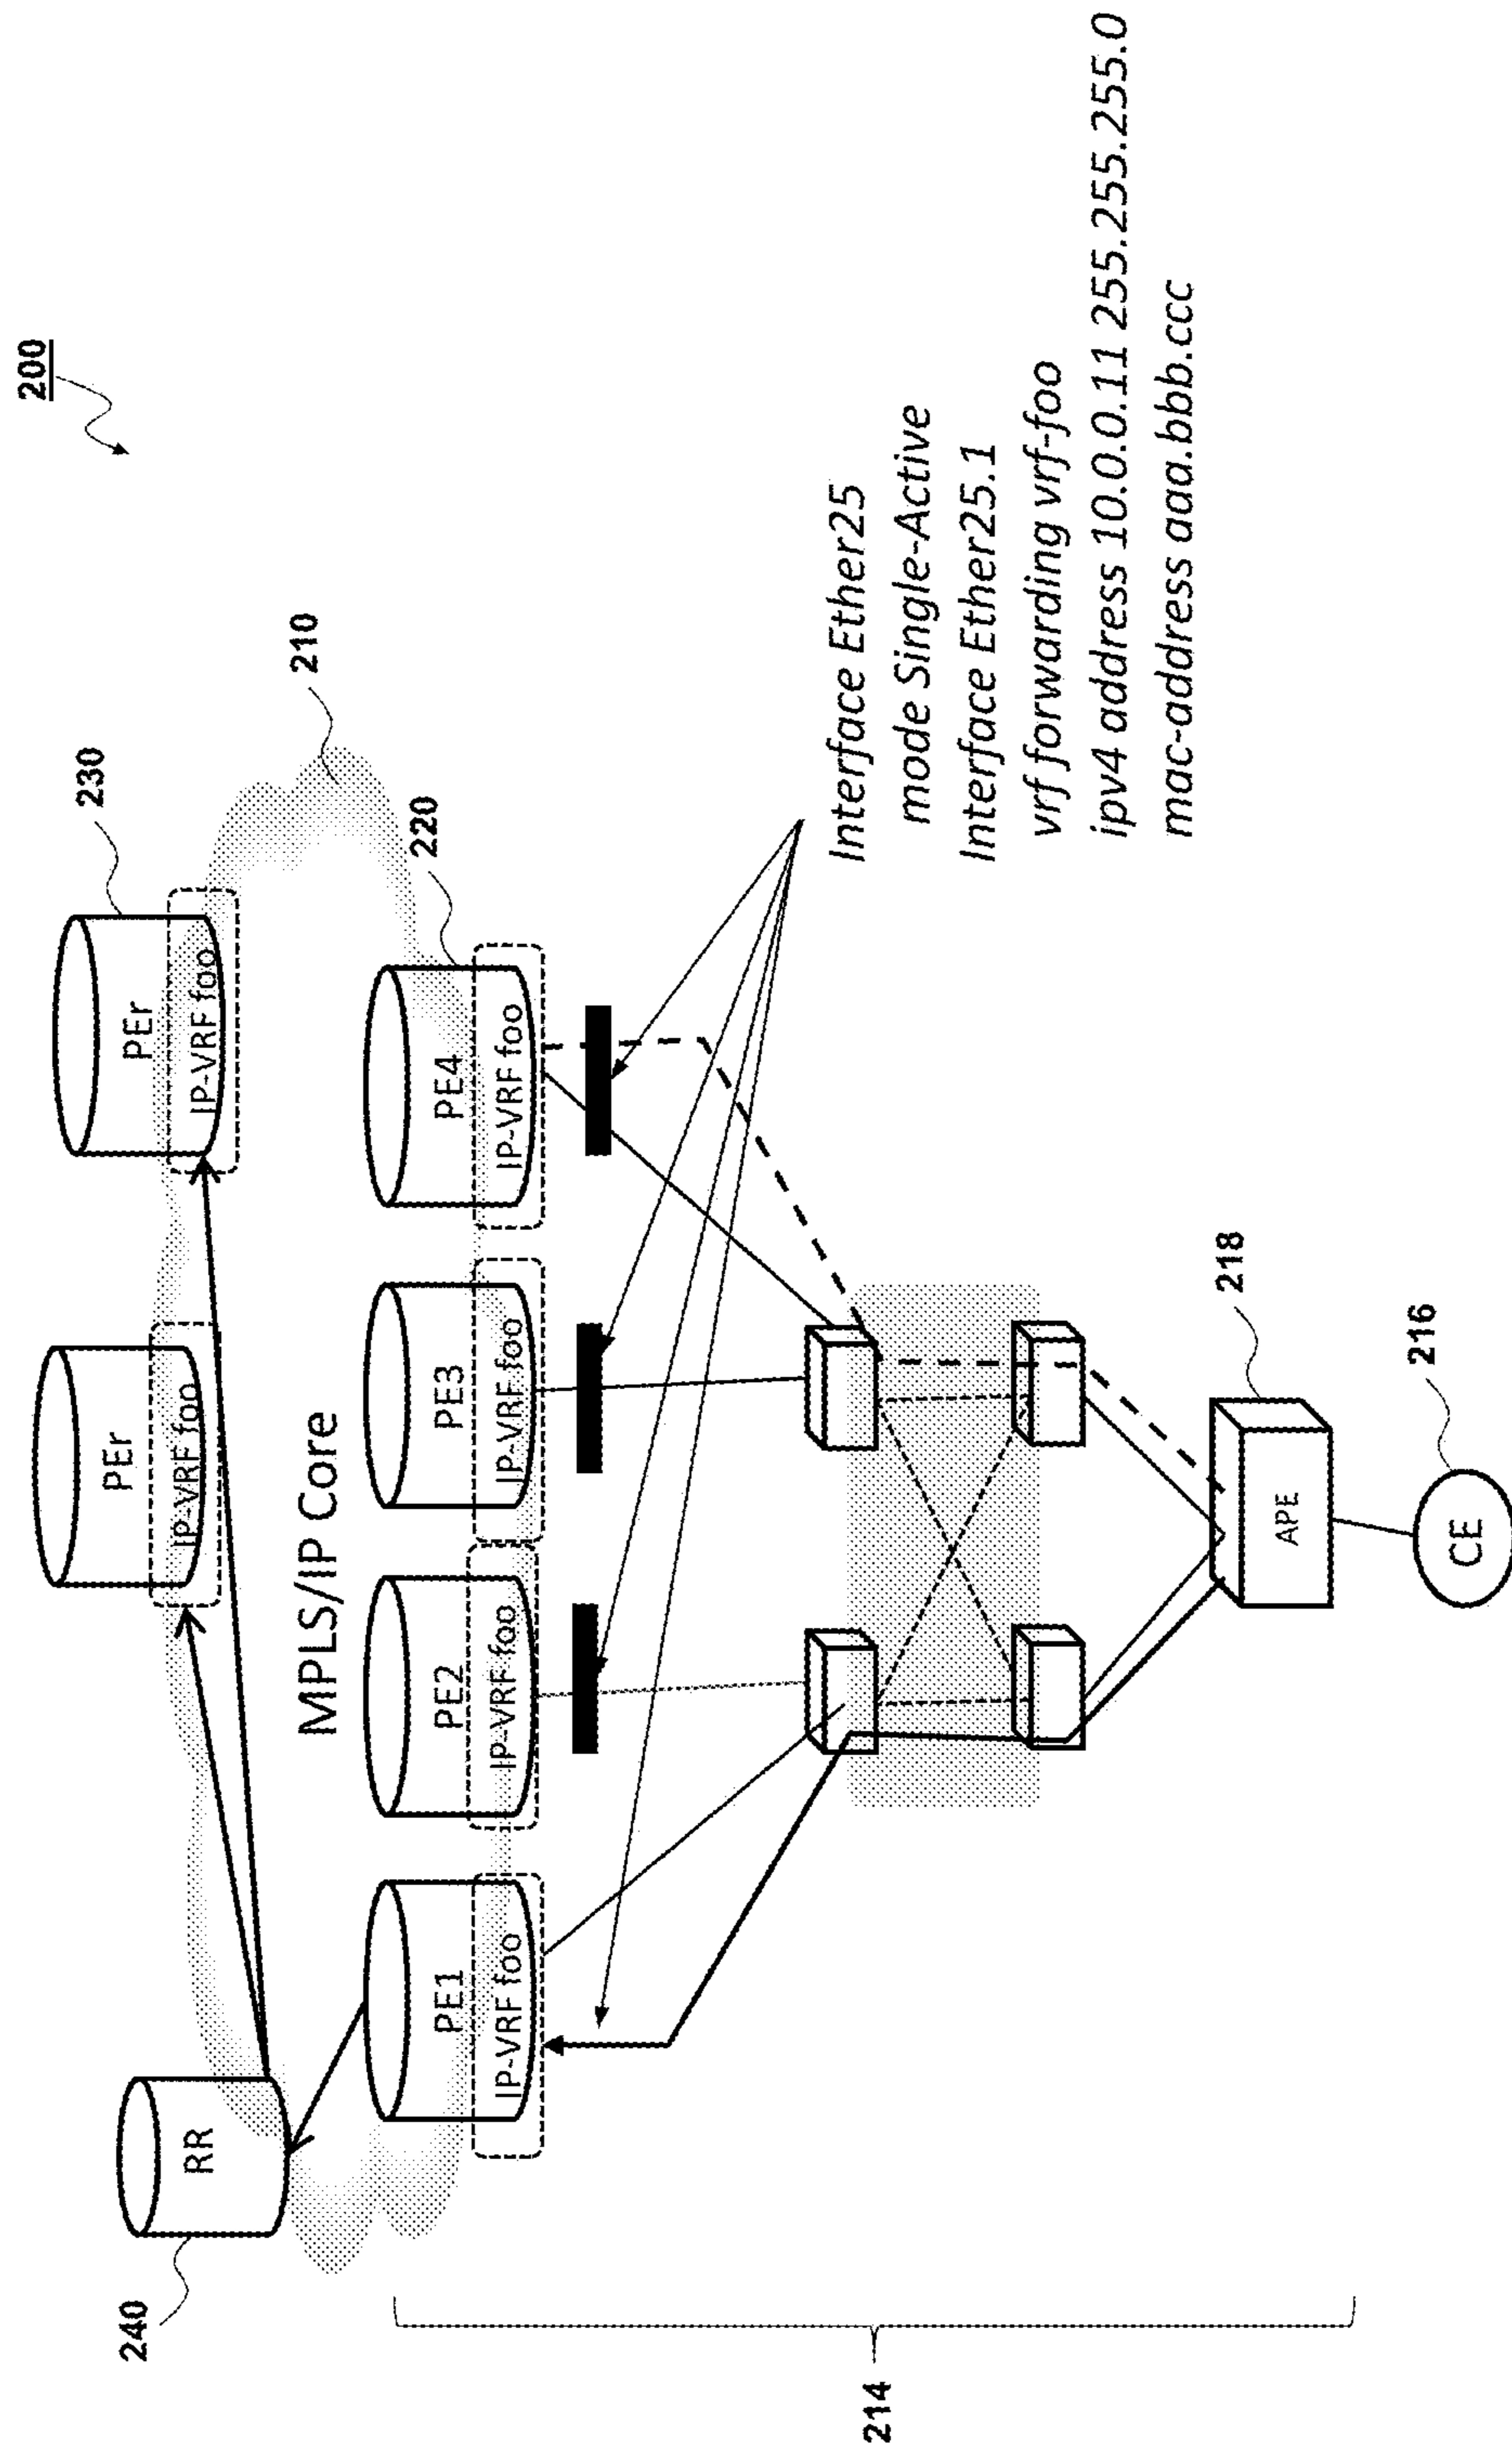 200
210
230
PEr
IP-VRF foo
PEr
IP-VRF foo
RR
240
MPLS/IP Core
220
PE1
IP-VRF foo
PE2
IP-VRF foo
PE3
IP-VRF foo
PE4
IP-VRF foo
Interface Ether25
mode Single-Active
Interface Ether25.1
vrf forwarding vrf-foo
ipv4 address 10.0.0.11 255.255.255.0
mac-address aaa.bbb.ccc
214
218
APE
216
CE